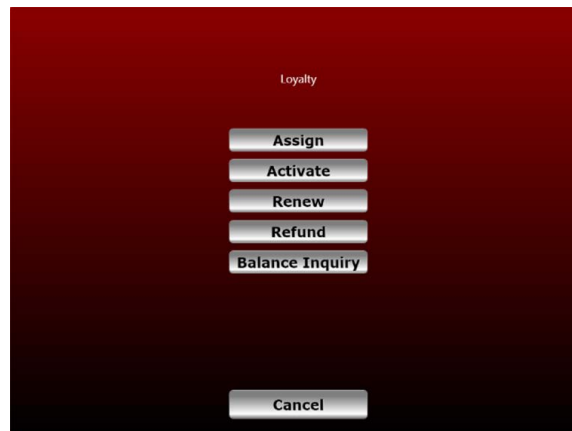 Loyalty
Assign
Activate
Renew
Refund
Balance Inquiry
Cancel